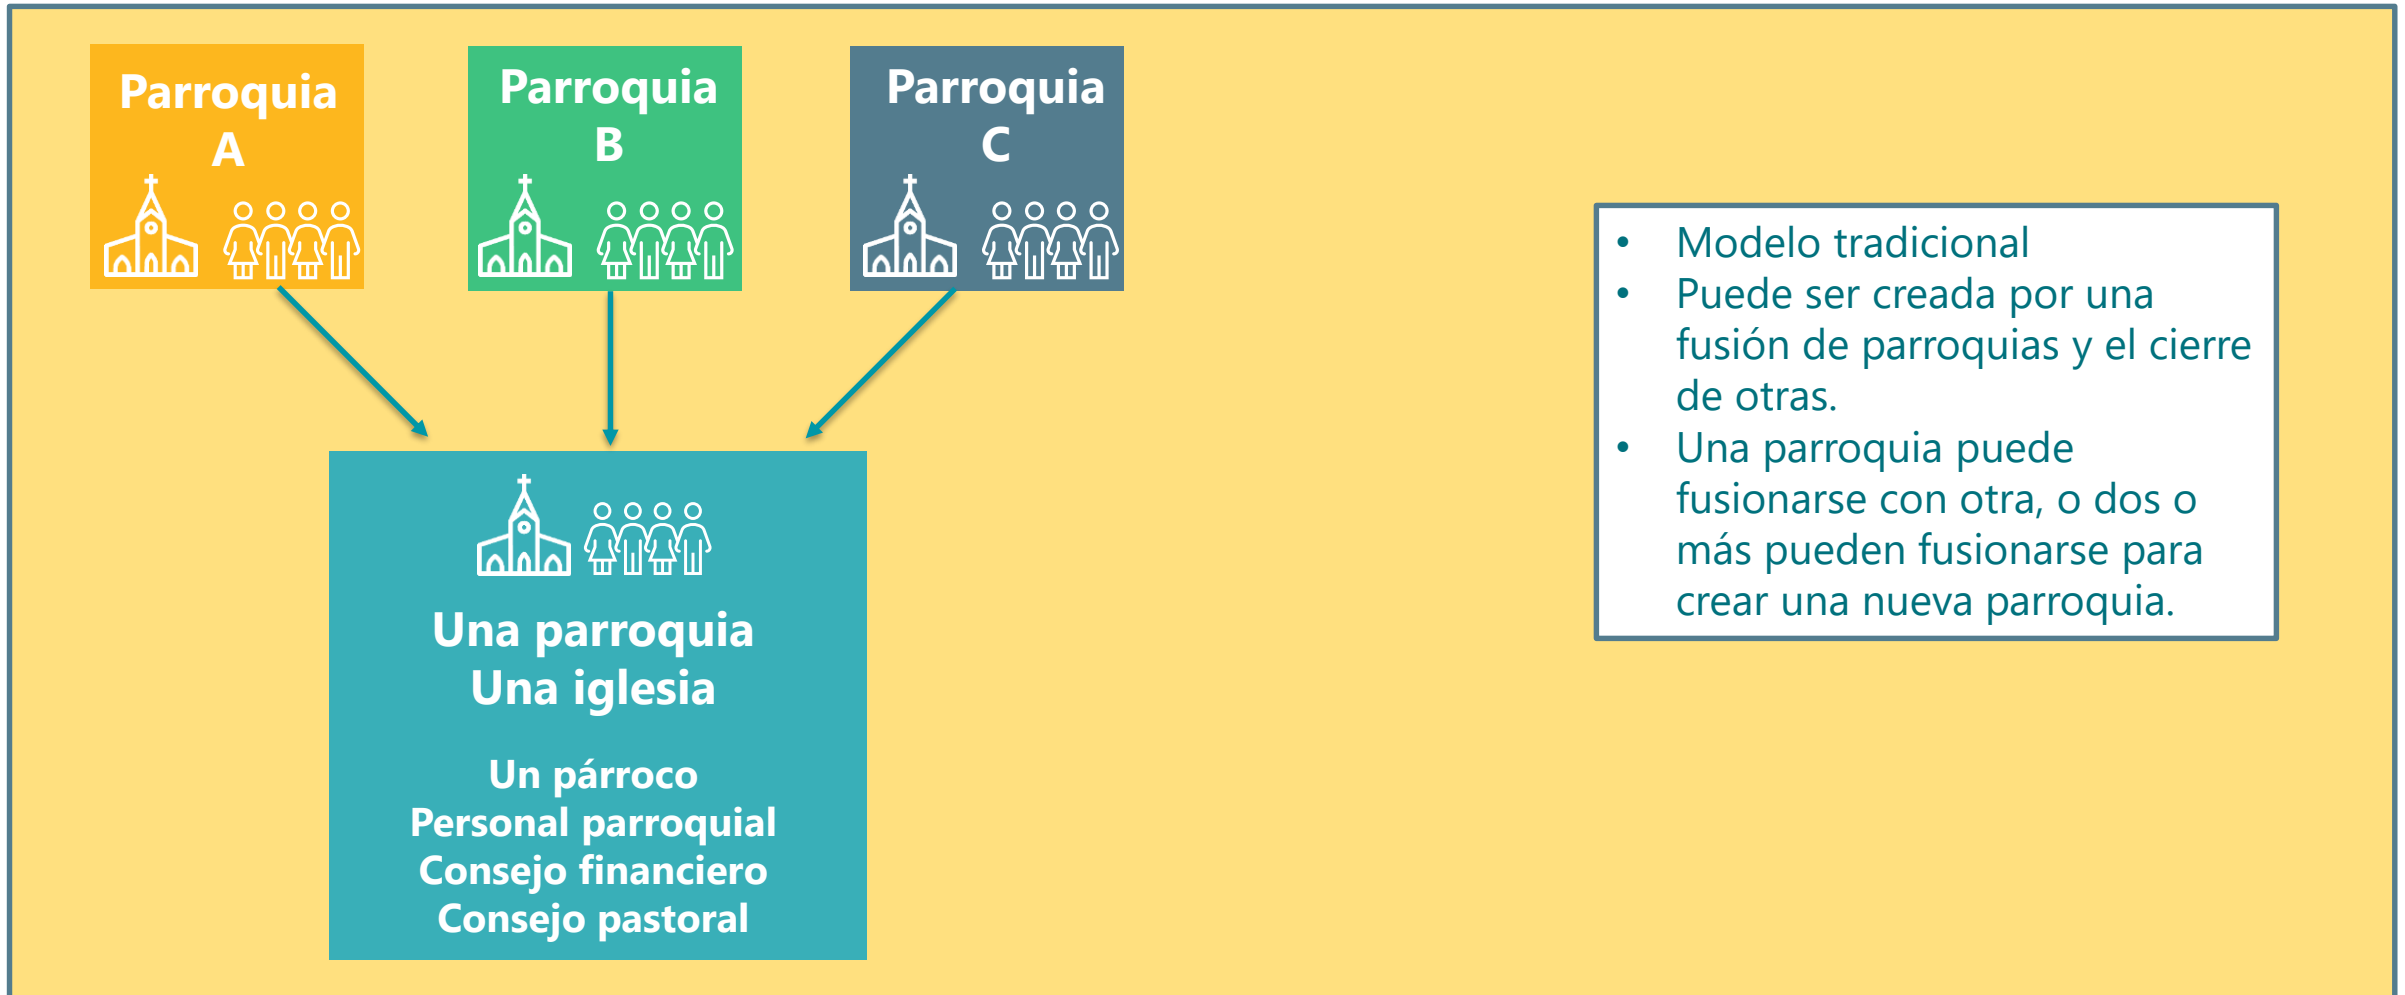 Parroquia
A
Parroquia
B
Parroquia
C
Una parroquia
Una iglesia
Un párroco
Personal parroquial
Consejo financiero
Consejo pastoral
• Modelo tradicional
• Puede ser creada por una
fusión de parroquias y el cierre
de otras.
• Una parroquia puede
fusionarse con otra, o dos o
más pueden fusionarse para
crear una nueva parroquia.